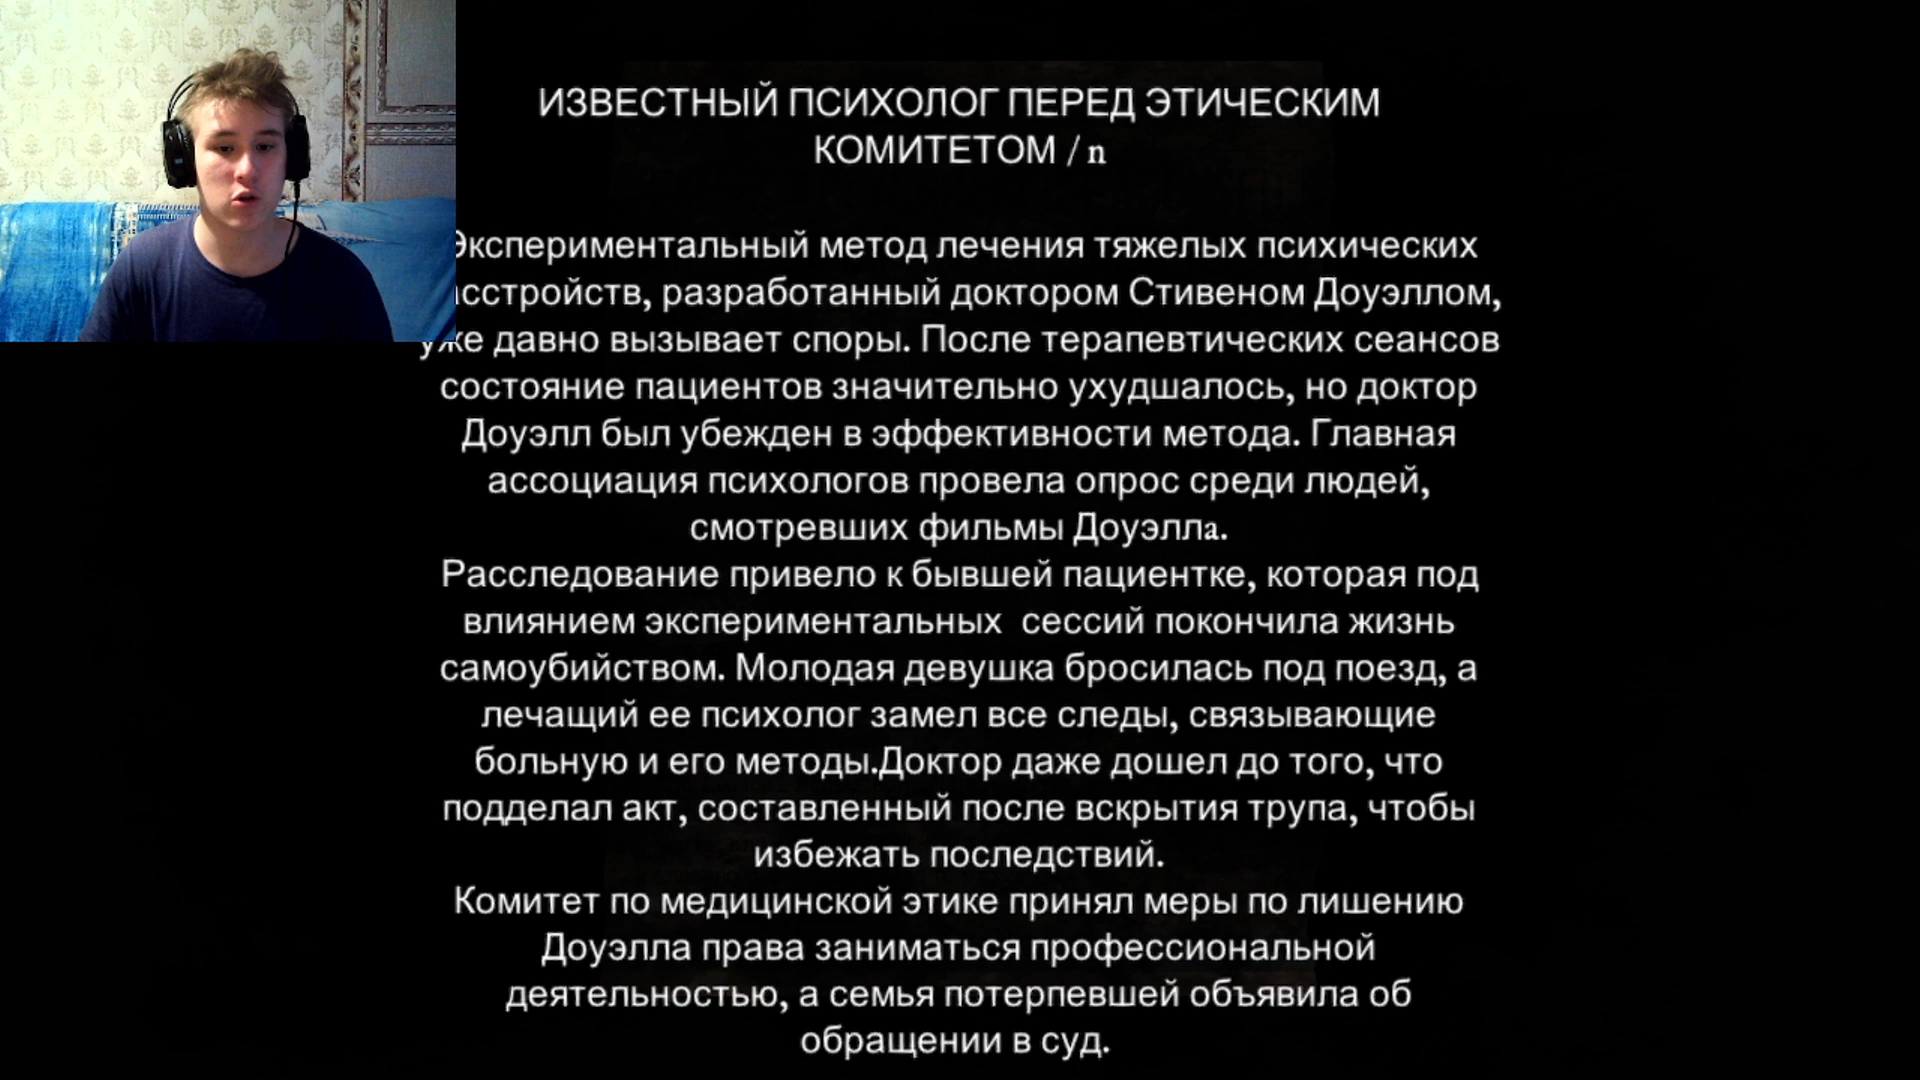 ИЗВЕСТНЫЙ ПСИХОЛОГ ПЕРЕД ЭТИЧЕСКИМ
КОМИТЕТОМ / n
Экспериментальный метод лечения тяжелых психических
асстройств, разработанный доктором Стивеном Доуэллом,
уже давно вызывает споры. После терапевтических сеансов
состояние пациентов значительно ухудшалось, но доктор
Доуэлл был убежден в эффективности метода. Главная
ассоциация психологов провела опрос среди людей,
смотревших фильмы Доуэлла.
Расследование привело к бывшей пациентке, которая под
влиянием экспериментальных  сессий покончила жизнь
самоубийством. Молодая девушка бросилась под поезд, а
лечащий ее психолог замел все следы, связывающие
больную и его методы.Доктор даже дошел до того, что
подделал акт, составленный после вскрытия трупа, чтобы
избежать последствий.
Комитет по медицинской этике принял меры по лишению
Доуэлла права заниматься профессиональной
деятельностью, а семья потерпевшей объявила об
обращении в суд.